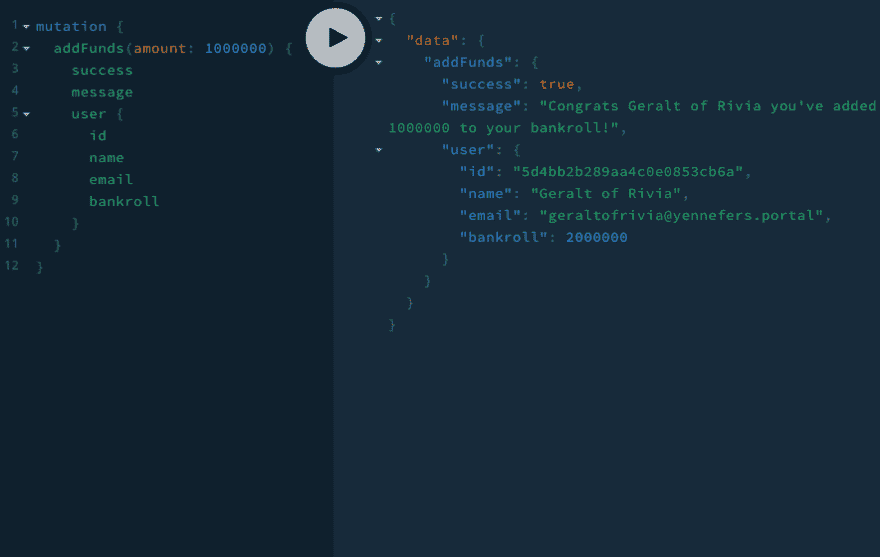 1 mutation {
2 addFunds(amount: 1000000) {
3 success
4 message
5 user {
6 id
7 name
8 email
9 bankroll
10 }
11 }
12 }
{
"data": {
"addFunds": {
"success": true,
"message": "Congrats Geralt of Rivia you've added
1000000 to your bankroll!",
"user": {
"id": "5d4bb2b289aa4c0e0853cb6a",
"name": "Geralt of Rivia",
"email": "geraltofrivia@yennefers.portal",
"bankroll": 2000000
}
}
}
}